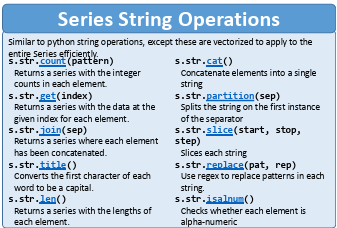 Series String Operations
Similar to python string operations, except these are vectorized to apply to the
entire Series efficiently.
s.str.count(pattern)
Returns a series with the integer
counts in each element.
s.str.get(index)
Returns a series with the data at the
given index for each element.
s.str.join(sep)
Returns a series where each element
has been concatenated.
s.str.title()
Converts the first character of each
word to be a capital.
s.str.len()
Returns a series with the lengths of
each element.
s.str.cat()
Concatenate elements into a single
string
s.str.partition(sep)
Splits the string on the first instance
of the separator
s.str.slice(start, stop,
step)
Slices each string
s.str.replace(pat, rep)
Use regex to replace patterns in each
string.
s.str.isalnum()
Checks whether each element is
alpha-numeric